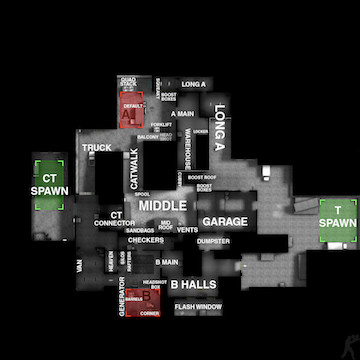 QUAD
STACK
SQUEAKY
LONG A
BOOST
BOXES
DEFAULT
A
A MAIN
LONG A
FORKLIFT
LOCKER
BALCONY
WAREHOUSE
TRUCK
CATWALK
CT
SPAWN
BOOST ROOF
BOOST
BOXES
SPOOL
MIDDLE
T
SPAWN
CT
CONNECTOR
MID
ROOF
GARAGE
SANDBAGS
VENTS
CHECKERS
DUMPSTER
VAN
HEAVEN
RAFTERS
B MAIN
GENERATOR
HEADSHOT
BOX
B HALLS
B
BARRELS
CORNER
FLASH WINDOW